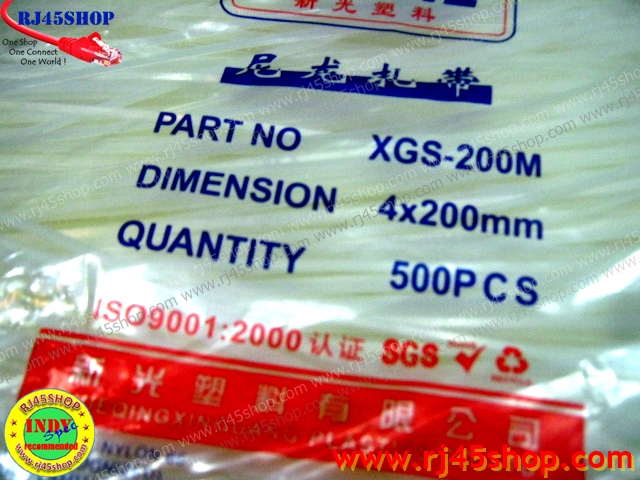 RJ45SHOP
One Shop
One Connect
One World !
新光塑料
尼龙扎带
PART NO XGS-200M
DIMENSION 4x200mm
QUANTITY 500PCS
ISO9001:2000 认证 SGS
新光塑料有限公司
RJ45SHOP
INDY
Spec
recommended
www.rj45shop.com